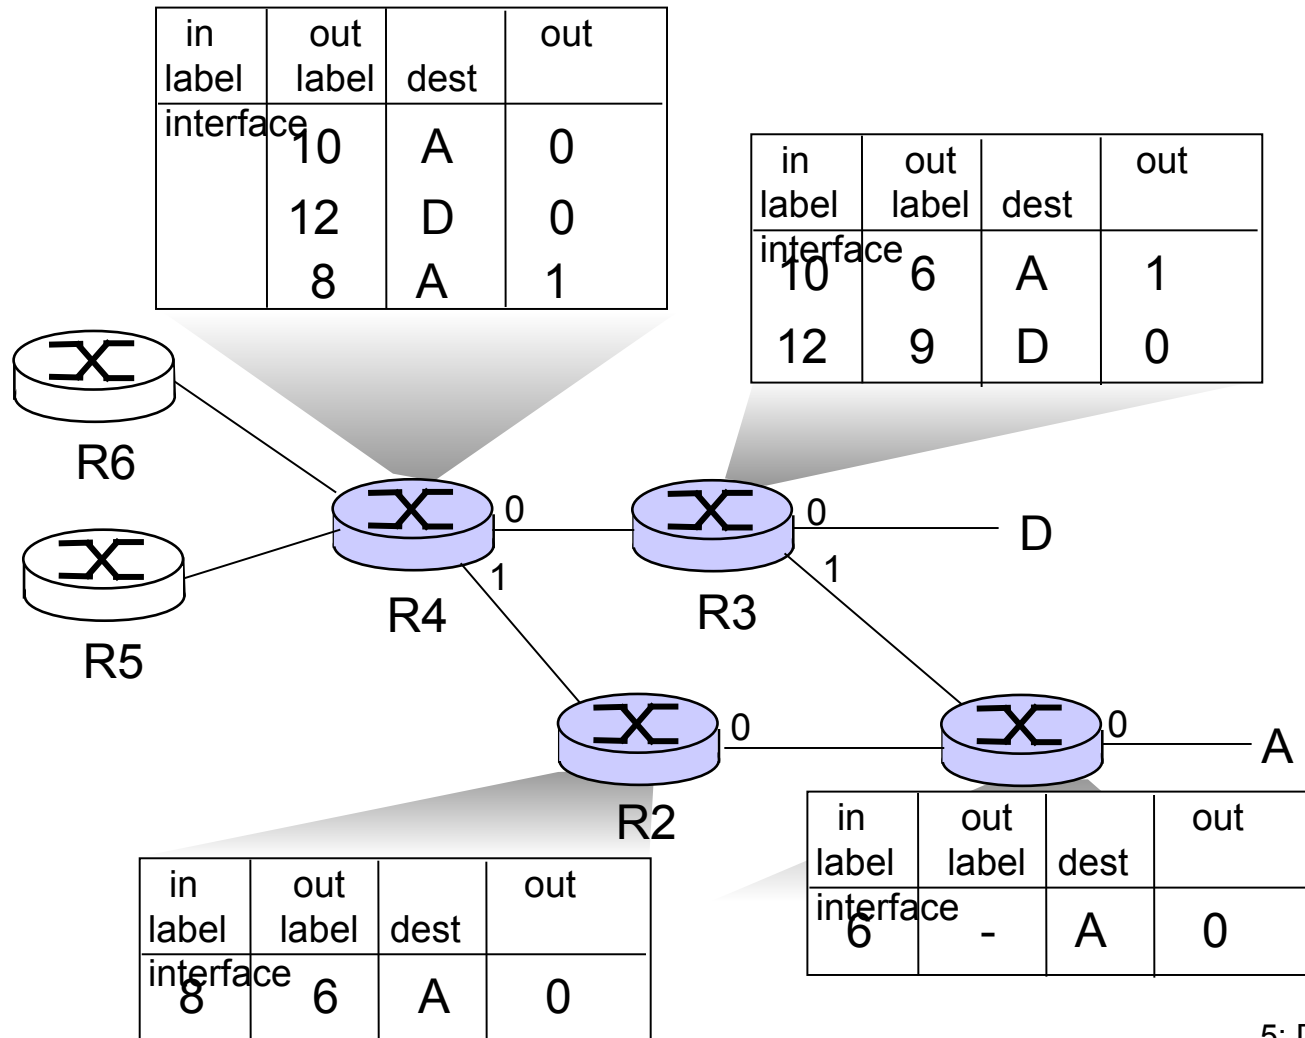 in out out
label label dest
interface
10 A 0
12 D 0
8 A 1
in out out
label label dest
interface
10 6 A 1
12 9 D 0
R6
R5
0
1
R4
0
1
R3
D
0
R2
0
A
in out out
label label dest
interface
6 - A 0
in out out
label label dest
interface
8 6 A 0